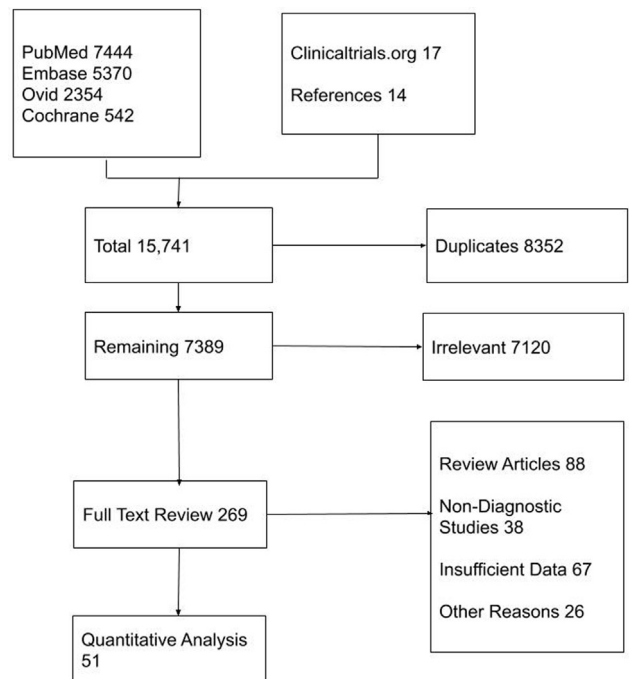 PubMed 7444
Embase 5370
Ovid 2354
Cochrane 542
Clinicaltrials.org 17
References 14
Total 15,741
Duplicates 8352
Remaining 7389
Irrelevant 7120
Full Text Review 269
Review Articles 88
Non-Diagnostic
Studies 38
Insufficient Data 67
Other Reasons 26
Quantitative Analysis
51